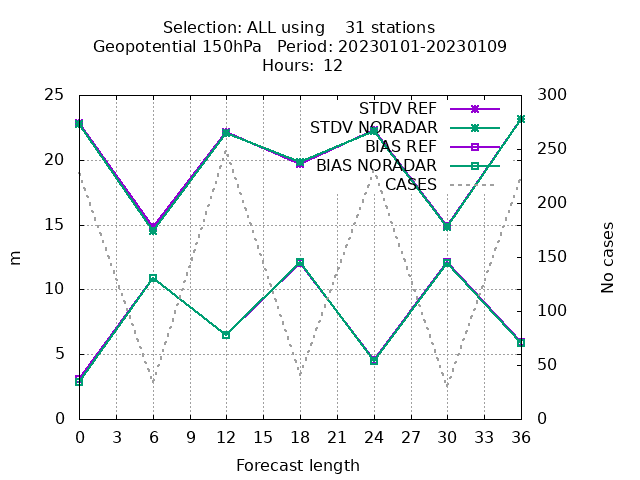 Selection: ALL using    31 stations
Geopotential 150hPa   Period: 20230101-20230109
Hours:  12
25
20
15
10
5
0
m
STDV REF
STDV NORADAR
BIAS REF
BIAS NORADAR
CASES
300
250
200
150
100
50
0
No cases
0 3 6 9 12 15 18 21 24 27 30 33 36
Forecast length